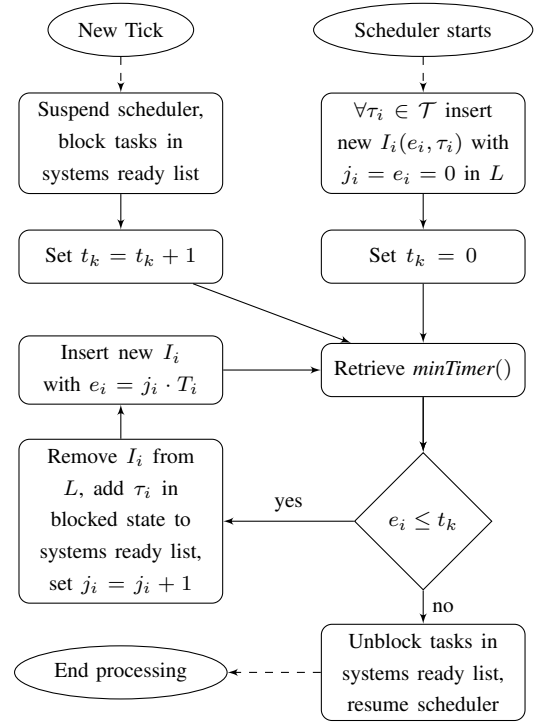 New Tick
Scheduler starts
Suspend scheduler,
block tasks in
systems ready list
∀τ_i ∈ 𝒯 insert
new I_i(e_i, τ_i) with
j_i = e_i = 0 in L
Set t_k = t_k + 1
Set t_k = 0
Insert new I_i
with e_i = j_i · T_i
Retrieve minTimer()
Remove I_i from
L, add τ_i in
blocked state to
systems ready list,
set j_i = j_i + 1
yes
e_i ≤ t_k
no
Unblock tasks in
systems ready list,
resume scheduler
End processing